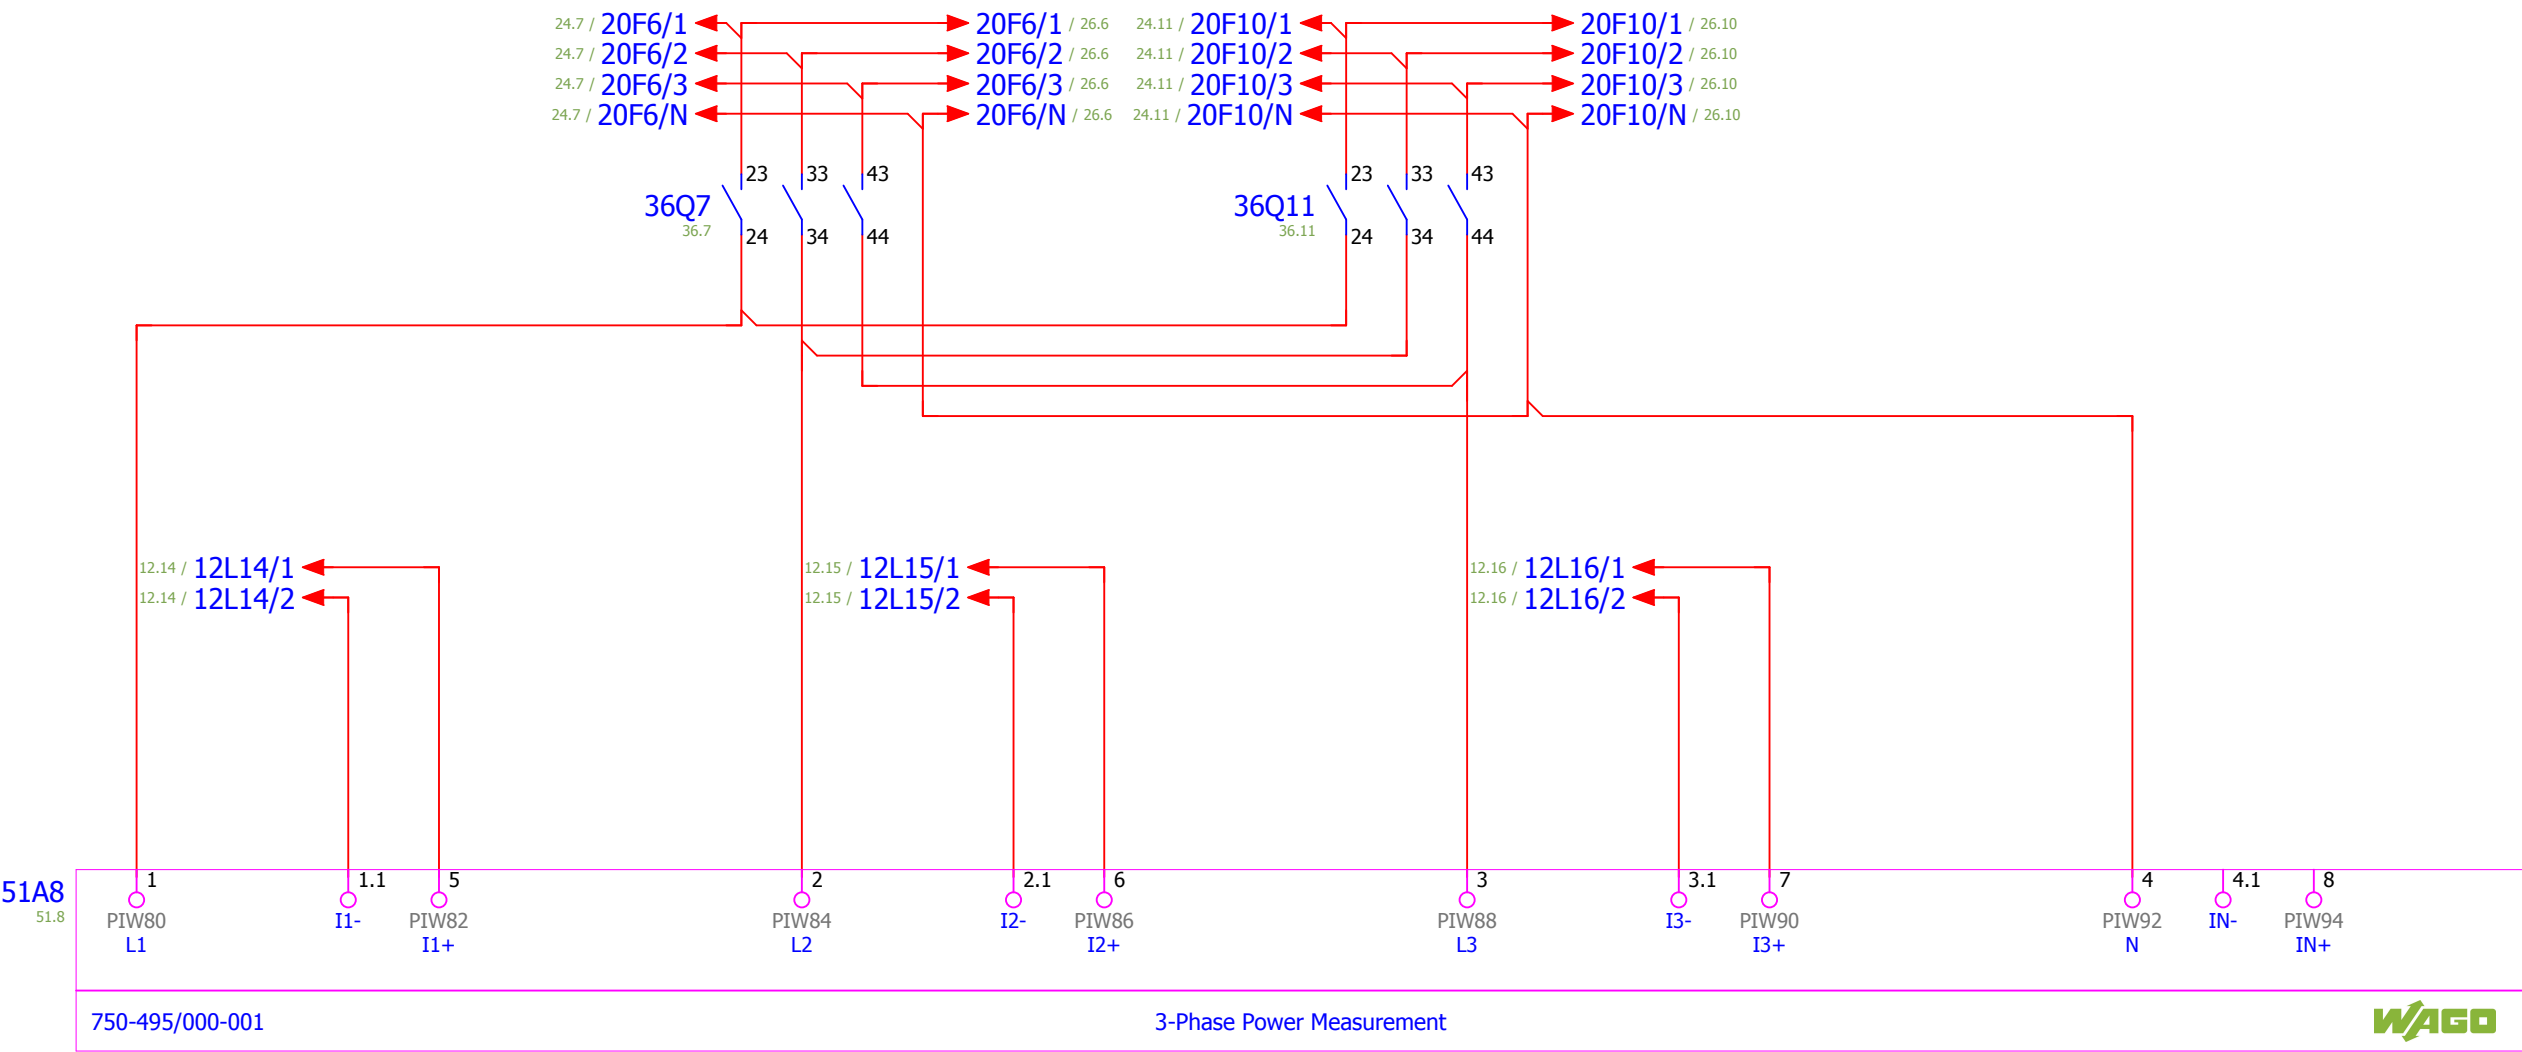 24.7 / 20F6/1 20F6/1 / 26.6 24.11 / 20F10/1 20F10/1 / 26.10
24.7 / 20F6/2 20F6/2 / 26.6 24.11 / 20F10/2 20F10/2 / 26.10
24.7 / 20F6/3 20F6/3 / 26.6 24.11 / 20F10/3 20F10/3 / 26.10
24.7 / 20F6/N 20F6/N / 26.6 24.11 / 20F10/N 20F10/N / 26.10
23 33 43 23 33 43
36Q7 36Q11
36.7 36.11
24 34 44 24 34 44
12.14 / 12L14/1 12.15 / 12L15/1 12.16 / 12L16/1
12.14 / 12L14/2 12.15 / 12L15/2 12.16 / 12L16/2
51A8 1 1.1 5 2 2.1 6 3 3.1 7 4 4.1 8
51.8 PIW80 I1- PIW82 PIW84 I2- PIW86 PIW88 I3- PIW90 PIW92 IN- PIW94
L1 I1+ L2 I2+ L3 I3+ N IN+
750-495/000-001 3-Phase Power Measurement WAGO